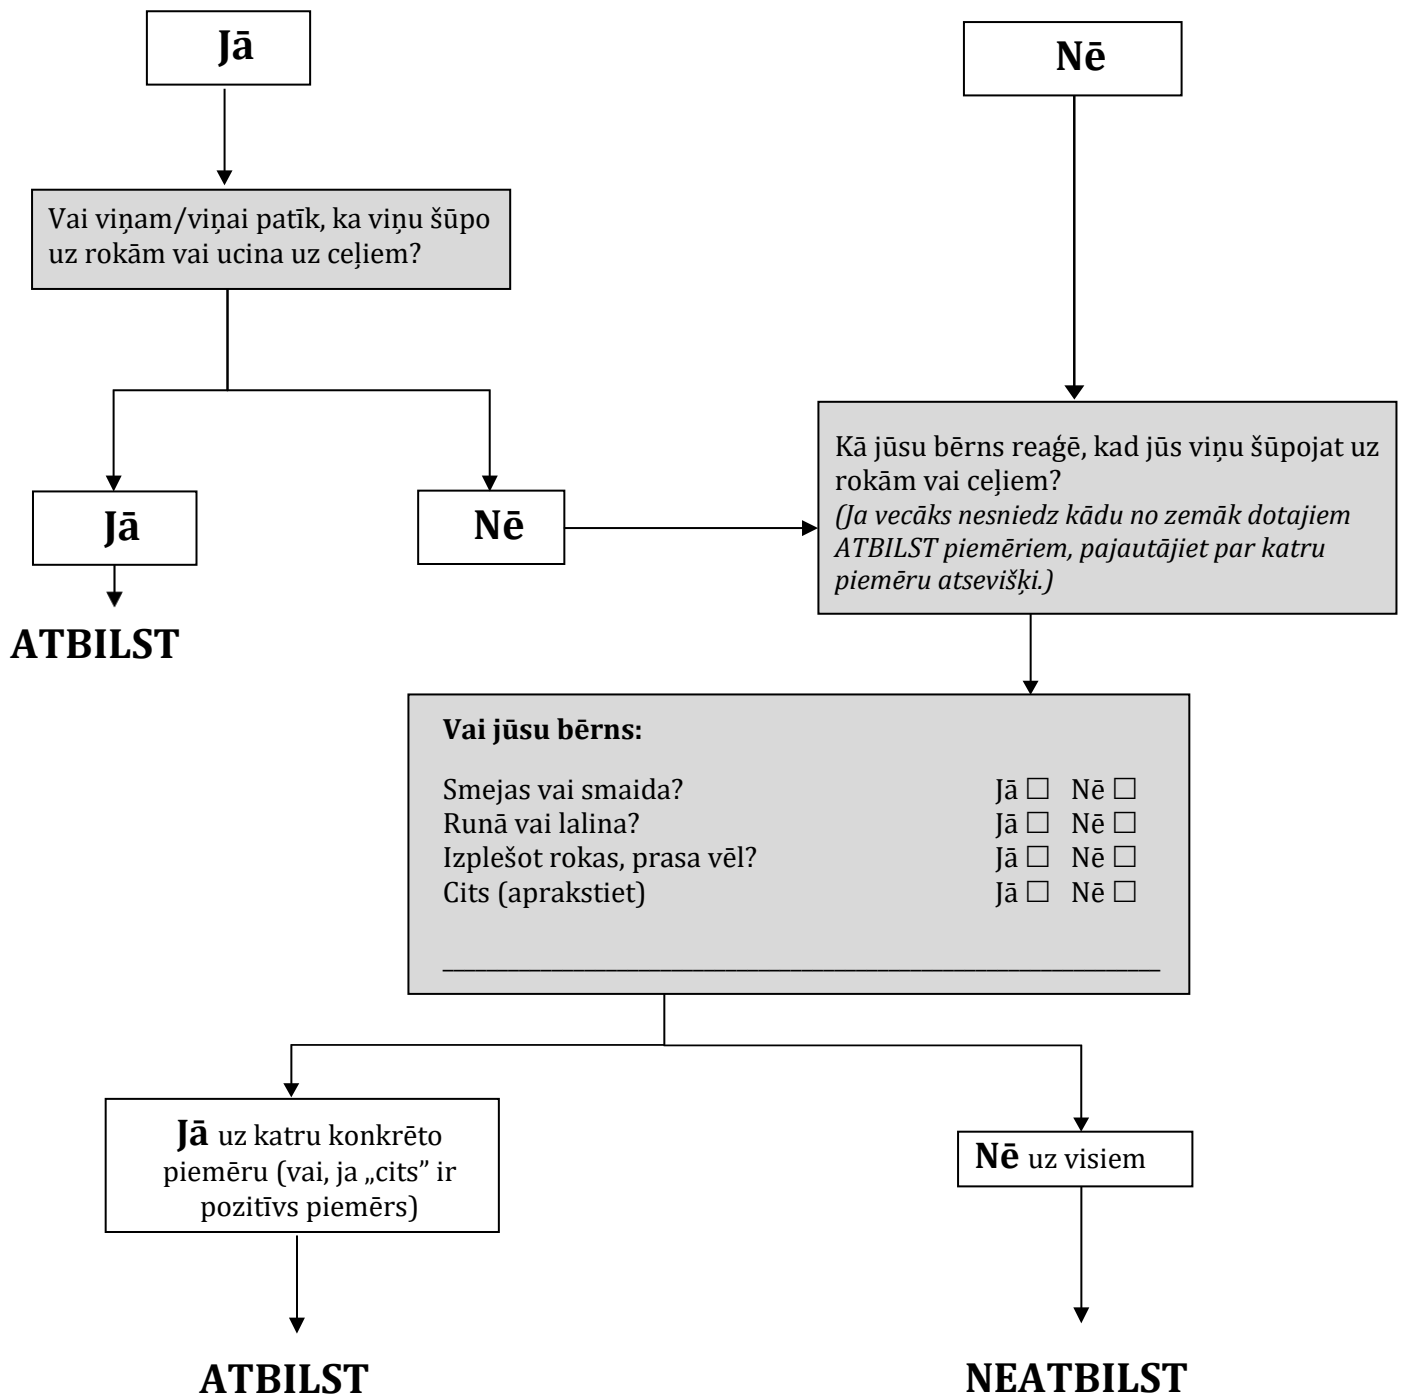 Jā
Nē
Vai viņam/viņai patīk, ka viņu šūpo
uz rokām vai ucina uz ceļiem?
Jā
Nē
Kā jūsu bērns reaģē, kad jūs viņu šūpojat uz
rokām vai ceļiem?
(Ja vecāks nesniedz kādu no zemāk dotajiem
ATBILST piemēriem, pajautājiet par katru
piemēru atsevišķi.)
ATBILST
Vai jūsu bērns:
Smejas vai smaida? Jā ☐ Nē ☐
Runā vai lalina? Jā ☐ Nē ☐
Izplešot rokas, prasa vēl? Jā ☐ Nē ☐
Cits (aprakstiet) Jā ☐ Nē ☐
Jā uz katru konkrēto
piemēru (vai, ja „cits” ir
pozitīvs piemērs)
Nē uz visiem
ATBILST
NEATBILST